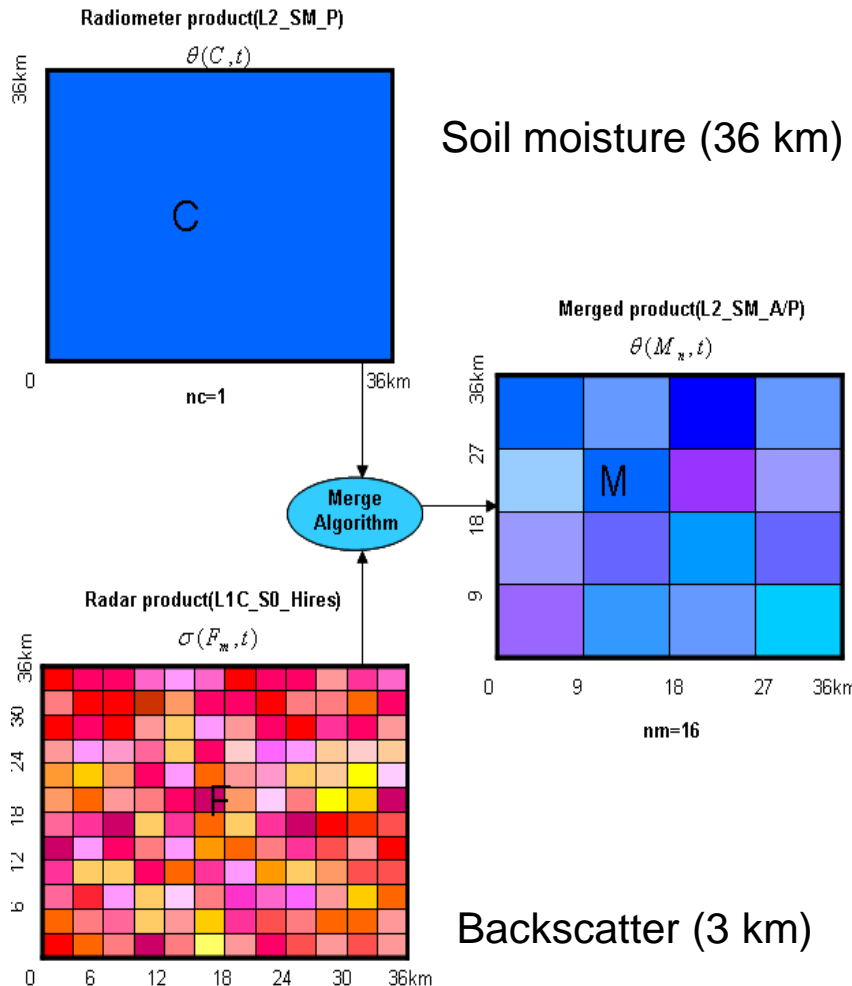 Radiometer product(L2_SM_P)
θ(C,t)
36km
C
0
36km
nc=1
Soil moisture (36 km)
Merged product(L2_SM_A/P)
θ(M_n,t)
36km
27
18
9
M
0 9 18 27 36km
nm=16
Merge
Algorithm
Radar product(L1C_S0_Hires)
σ(F_m,t)
36km
30
24
18
12
6
F
0 6 12 18 24 30 36km
Backscatter (3 km)